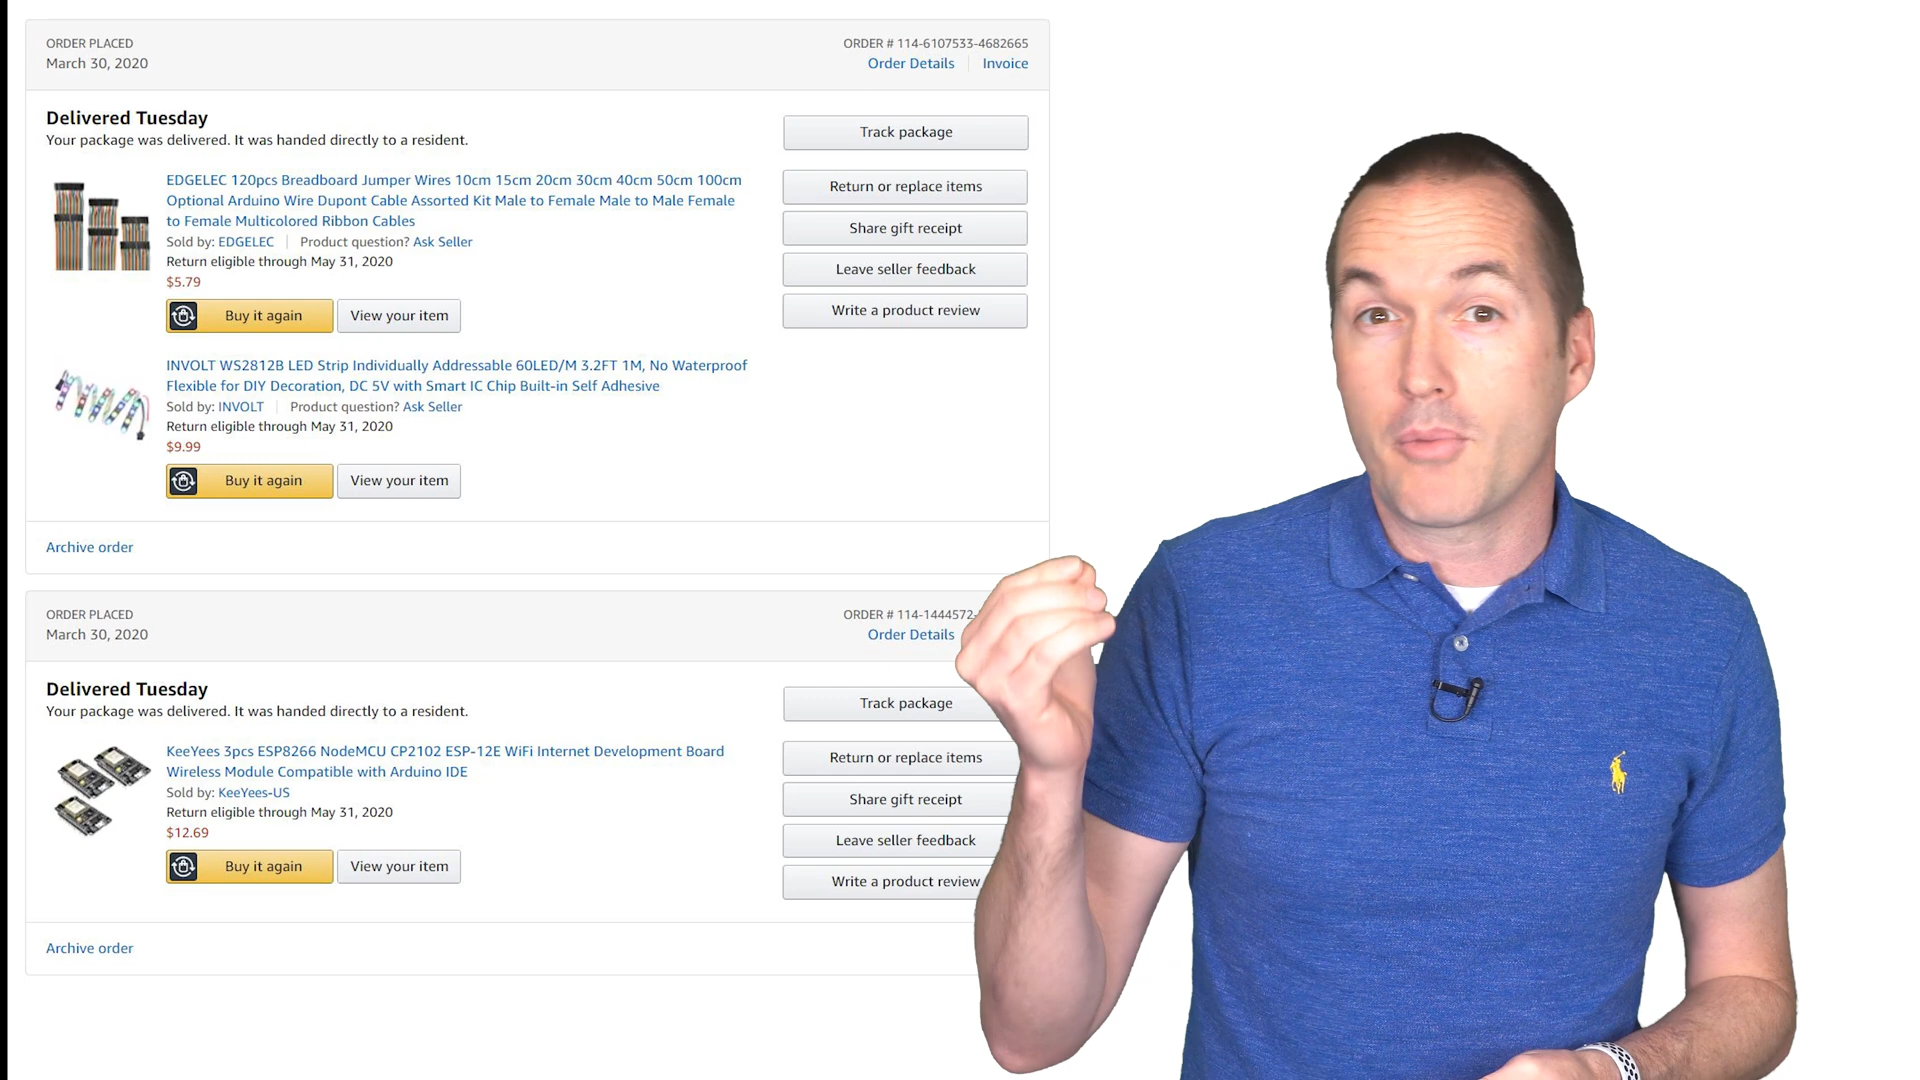 ORDER PLACED
March 30, 2020
ORDER # 114-6107533-4682665
Order Details
Invoice
Delivered Tuesday
Your package was delivered. It was handed directly to a resident.
EDGELEC 120pcs Breadboard Jumper Wires 10cm 15cm 20cm 30cm 40cm 50cm 100cm
Optional Arduino Wire Dupont Cable Assorted Kit Male to Female Male to Male Female
to Female Multicolored Ribbon Cables
Sold by: EDGELEC
Product question? Ask Seller
Return eligible through May 31, 2020
$5.79
Buy it again
View your item
Track package
Return or replace items
Share gift receipt
Leave seller feedback
Write a product review
INVOLT WS2812B LED Strip Individually Addressable 60LED/M 3.2FT 1M, No Waterproof
Flexible for DIY Decoration, DC 5V with Smart IC Chip Built-in Self Adhesive
Sold by: INVOLT
Product question? Ask Seller
Return eligible through May 31, 2020
$9.99
Buy it again
View your item
Archive order
ORDER PLACED
March 30, 2020
ORDER # 114-1444572-
Order Details
Delivered Tuesday
Your package was delivered. It was handed directly to a resident.
KeeYees 3pcs ESP8266 NodeMCU CP2102 ESP-12E WiFi Internet Development Board
Wireless Module Compatible with Arduino IDE
Sold by: KeeYees-US
Return eligible through May 31, 2020
$12.69
Buy it again
View your item
Track package
Return or replace items
Share gift receipt
Leave seller feedback
Write a product review
Archive order